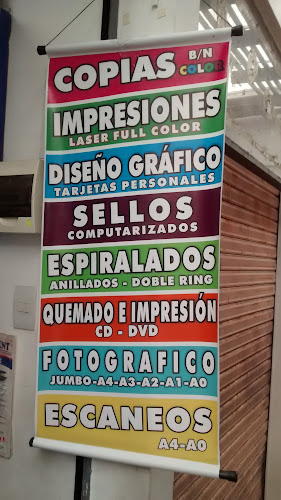 COPIAS B/N COLOR
IMPRESIONES
LASER FULL COLOR
DISEÑO GRÁFICO
TARJETAS PERSONALES
SELLOS
COMPUTARIZADOS
ESPIRALADOS
ANILLADOS - DOBLE RING
QUEMADO E IMPRESIÓN
CD - DVD
FOTOGRAFICO
JUMBO-A4-A3-A2-A1-A0
ESCANEOS
A4-A0